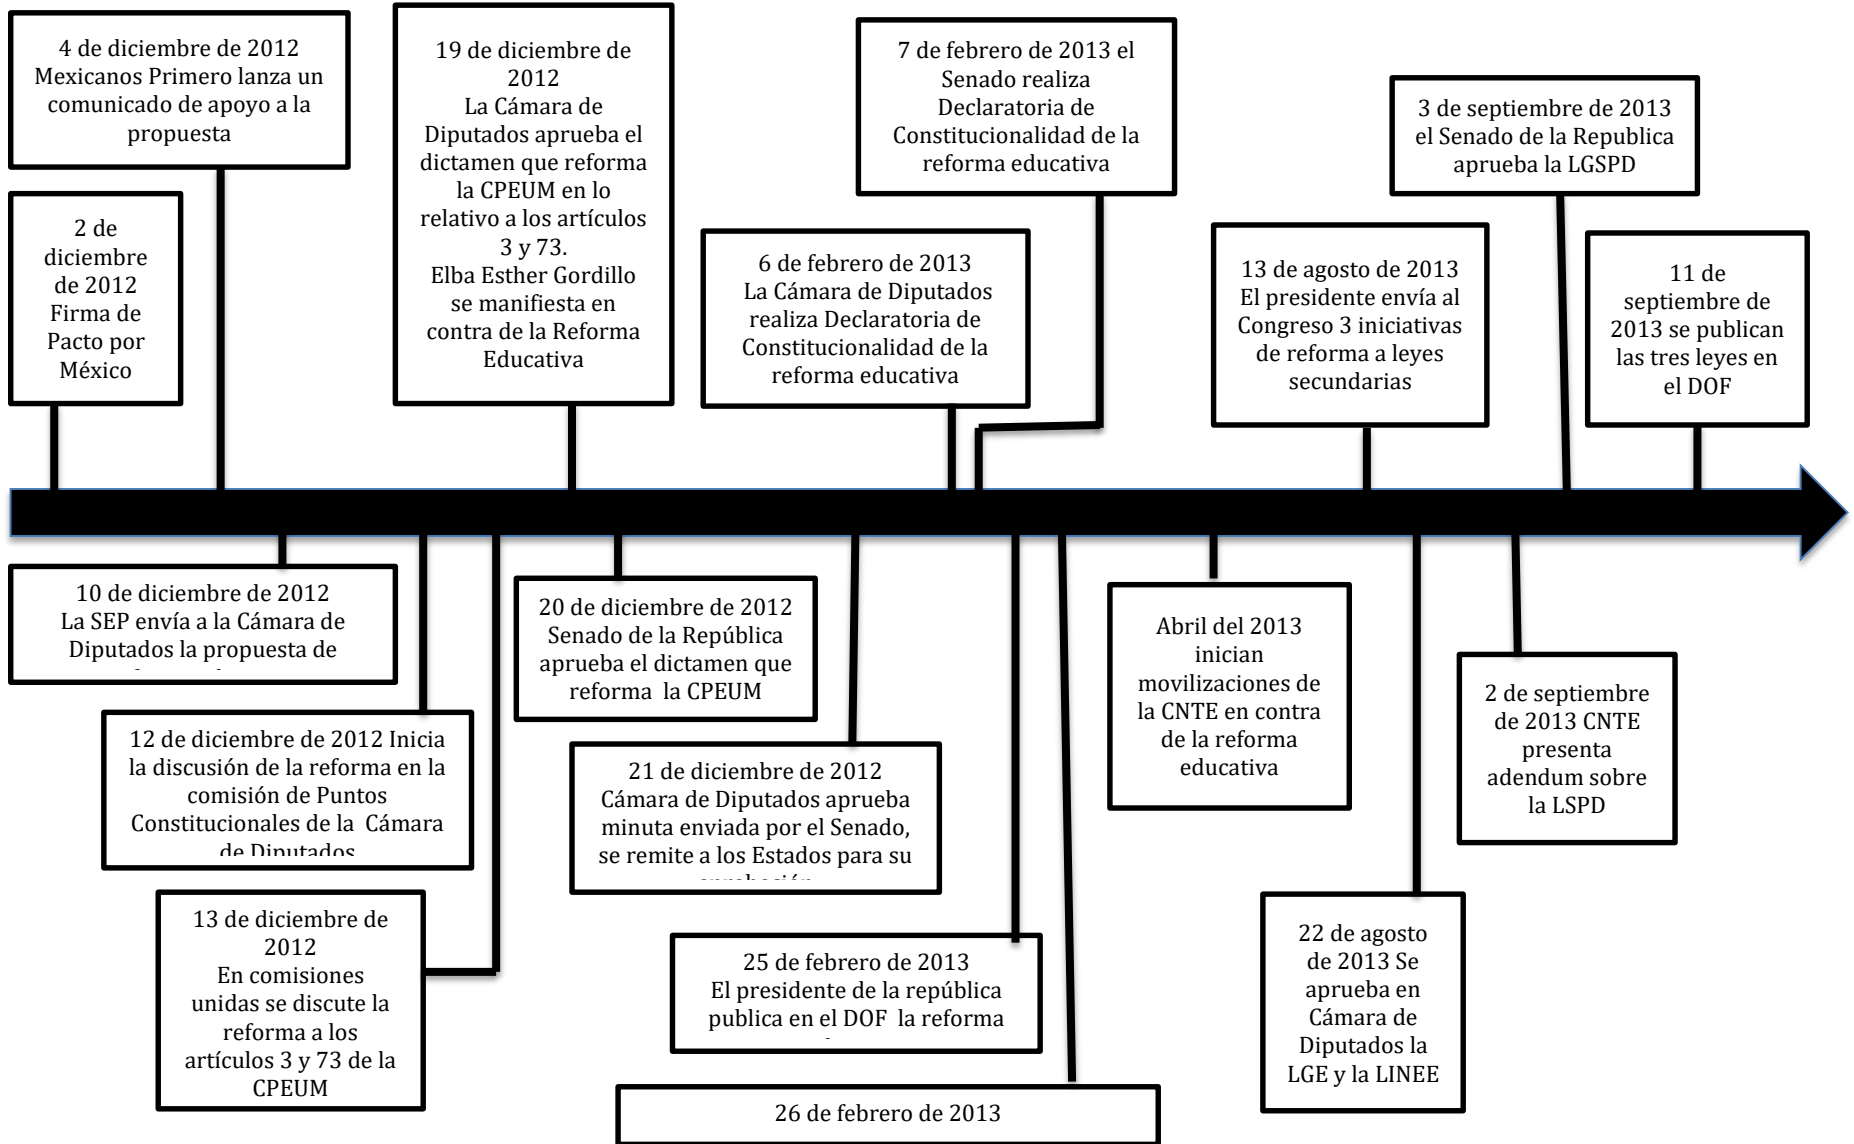 4 de diciembre de 2012
Mexicanos Primero lanza un
comunicado de apoyo a la
propuesta
2 de
diciembre
de 2012
Firma de
Pacto por
México
19 de diciembre de
2012
La Cámara de
Diputados aprueba el
dictamen que reforma
la CPEUM en lo
relativo a los artículos
3 y 73.
Elba Esther Gordillo
se manifiesta en
contra de la Reforma
Educativa
6 de febrero de 2013
La Cámara de Diputados
realiza Declaratoria de
Constitucionalidad de la
reforma educativa
7 de febrero de 2013 el
Senado realiza
Declaratoria de
Constitucionalidad de la
reforma educativa
13 de agosto de 2013
El presidente envía al
Congreso 3 iniciativas
de reforma a leyes
secundarias
3 de septiembre de 2013
el Senado de la Republica
aprueba la LGSPD
11 de
septiembre de
2013 se publican
las tres leyes en
el DOF
10 de diciembre de 2012
La SEP envía a la Cámara de
Diputados la propuesta de
12 de diciembre de 2012 Inicia
la discusión de la reforma en la
comisión de Puntos
Constitucionales de la Cámara
de Diputados
13 de diciembre de
2012
En comisiones
unidas se discute la
reforma a los
artículos 3 y 73 de la
CPEUM
20 de diciembre de 2012
Senado de la República
aprueba el dictamen que
reforma la CPEUM
21 de diciembre de 2012
Cámara de Diputados aprueba
minuta enviada por el Senado,
se remite a los Estados para su
25 de febrero de 2013
El presidente de la república
publica en el DOF la reforma
26 de febrero de 2013
Abril del 2013
inician
movilizaciones de
la CNTE en contra
de la reforma
educativa
22 de agosto
de 2013 Se
aprueba en
Cámara de
Diputados la
LGE y la LINEE
2 de septiembre
de 2013 CNTE
presenta
adendum sobre
la LSPD